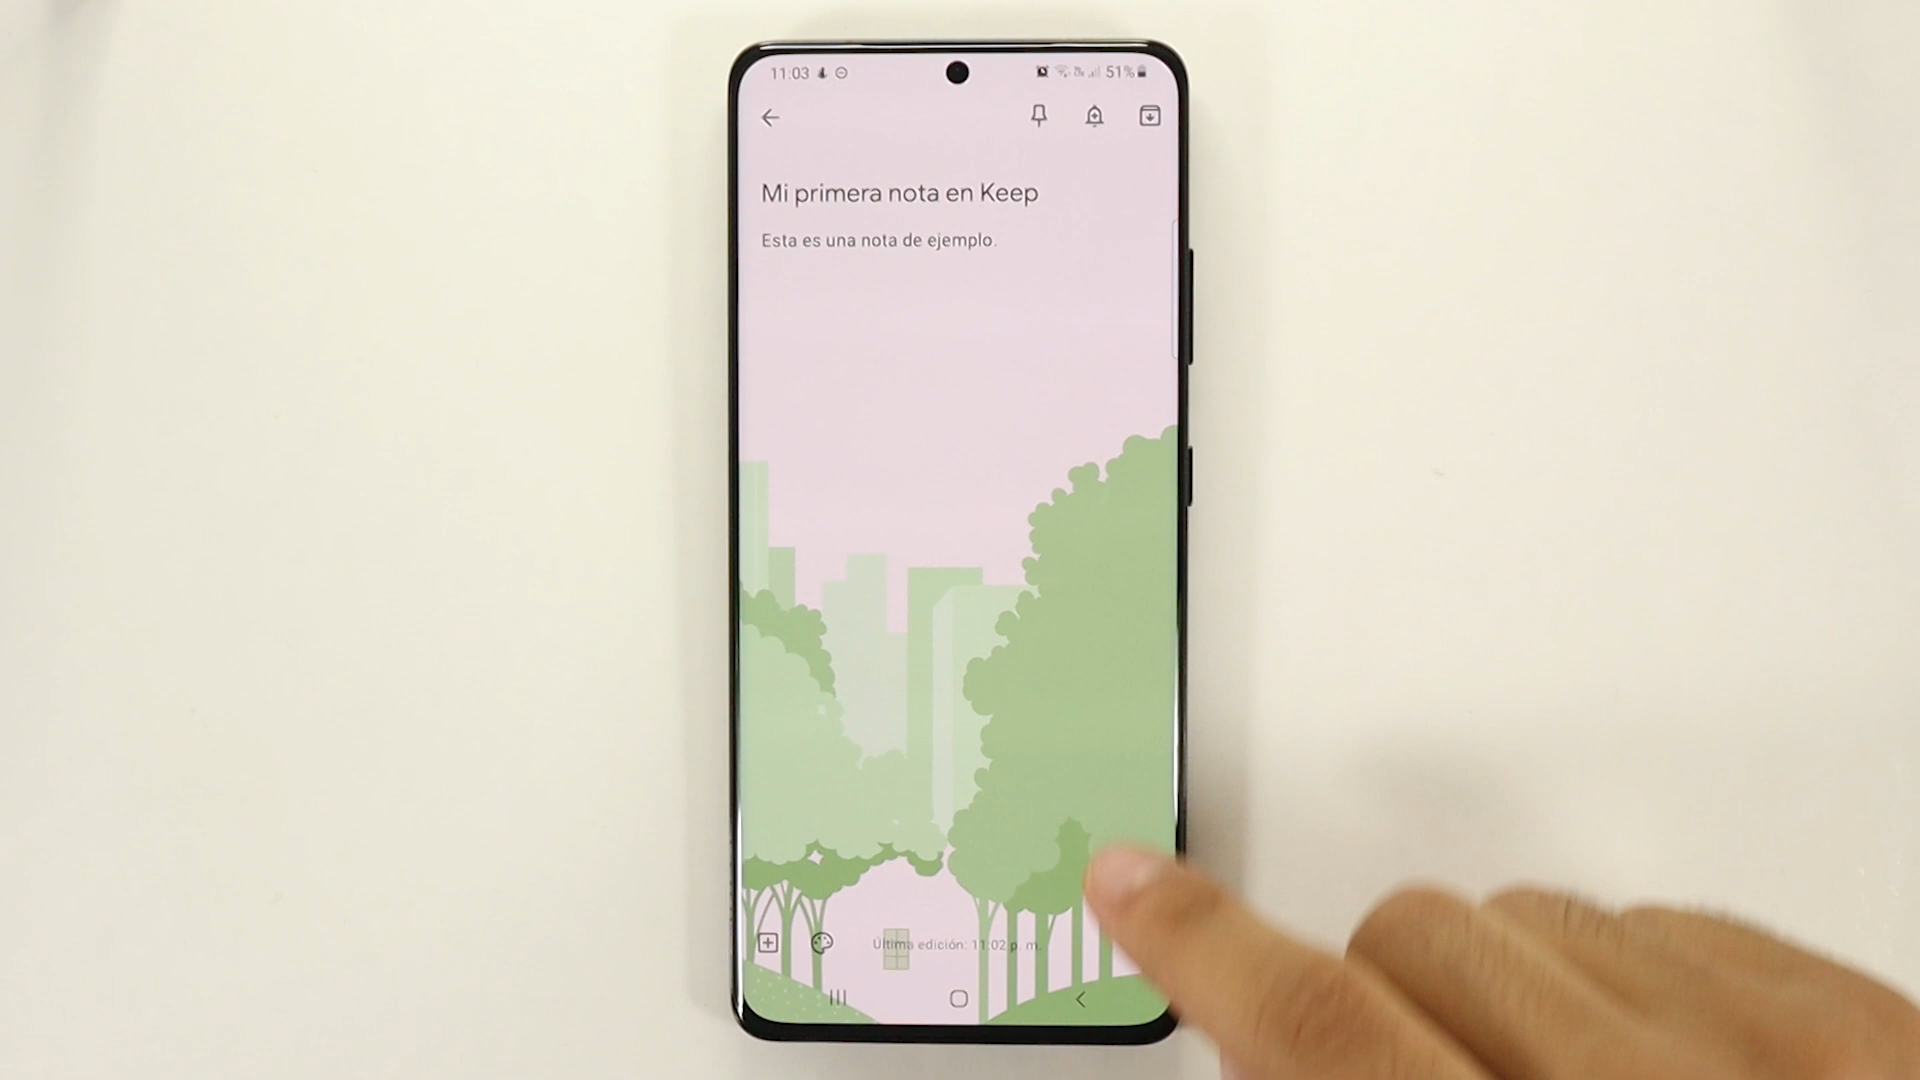 11:03
51%
Mi primera nota en Keep
Esta es una nota de ejemplo.
Última edición: 11:02 p. m.